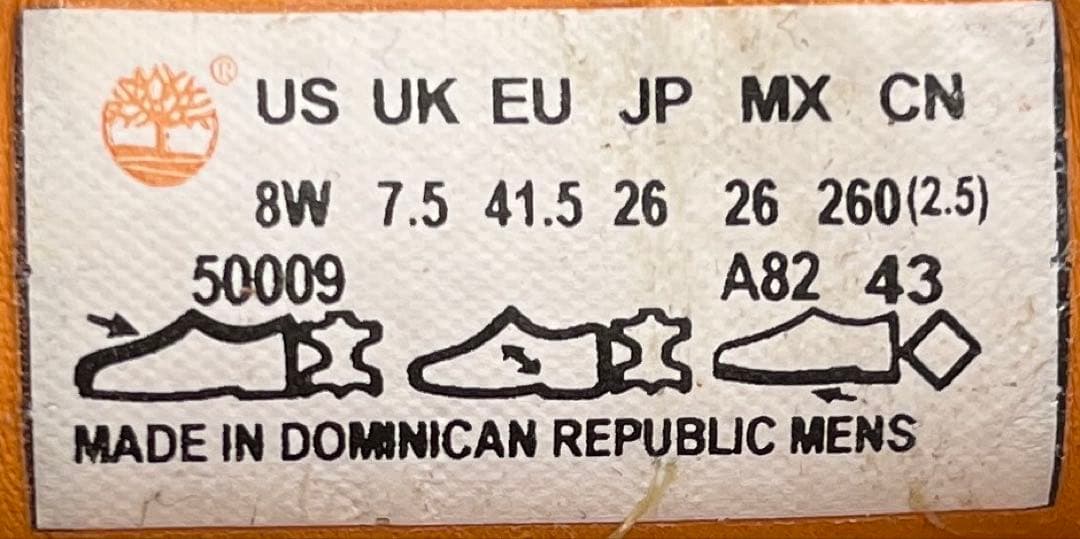 ® US UK EU JP MX CN
8W 7.5 41.5 26 26 260(2.5)
50009 A82 43
MADE IN DOMINICAN REPUBLIC MENS